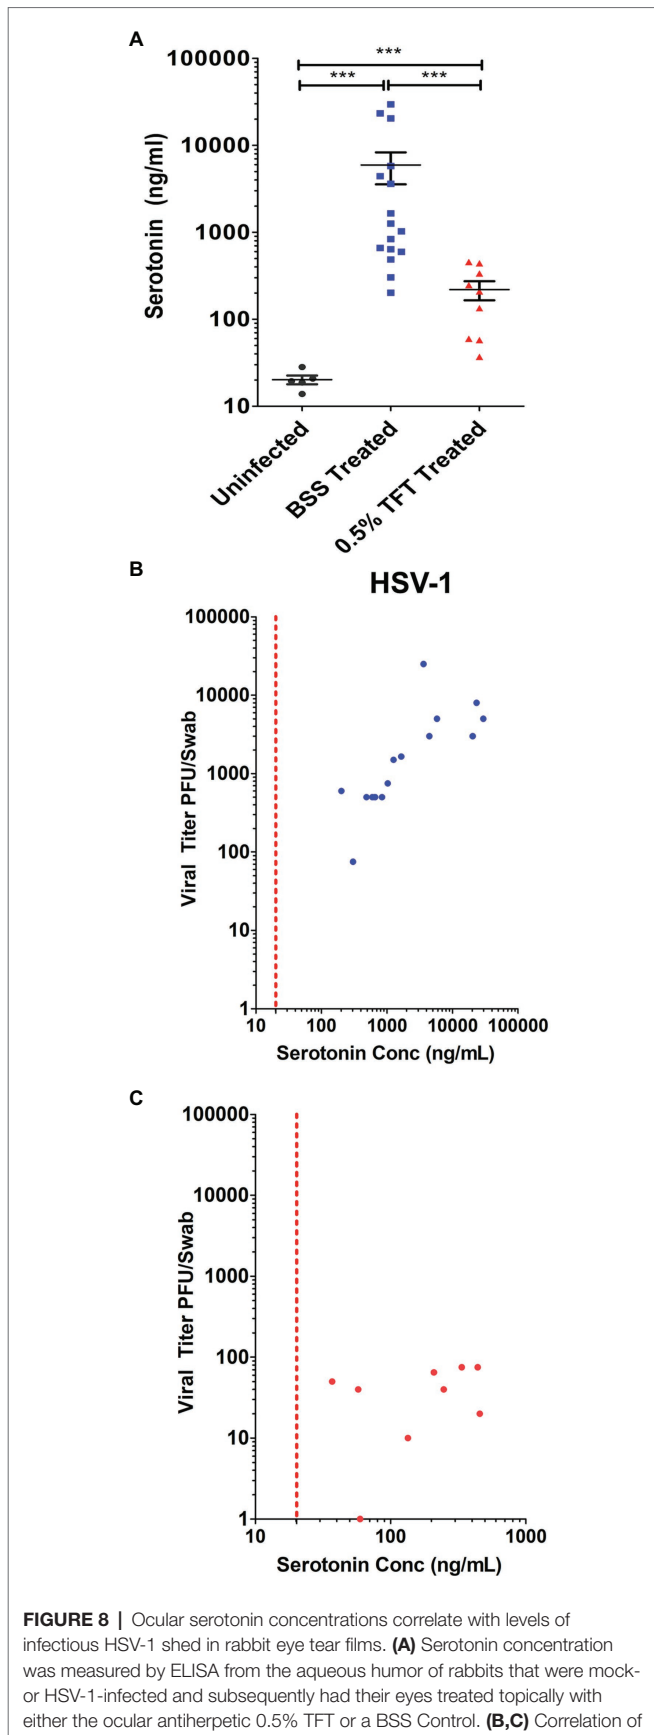 A
***
***
***
100000
10000
1000
100
10
Serotonin (ng/ml)
Uninfected
BSS Treated
0.5% TFT Treated
B
HSV-1
100000
10000
1000
100
10
1
Viral Titer PFU/Swab
10
100
1000
10000
100000
Serotonin Conc (ng/mL)
C
100000
10000
1000
100
10
1
Viral Titer PFU/Swab
10
100
1000
Serotonin Conc (ng/mL)
FIGURE 8 | Ocular serotonin concentrations correlate with levels of
infectious HSV-1 shed in rabbit eye tear films. (A) Serotonin concentration
was measured by ELISA from the aqueous humor of rabbits that were mock-
or HSV-1-infected and subsequently had their eyes treated topically with
either the ocular antiherpetic 0.5% TFT or a BSS Control. (B,C) Correlation of